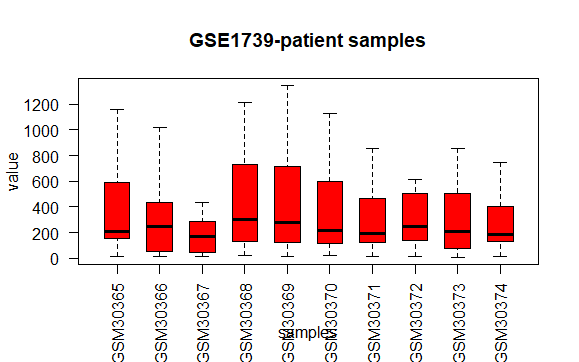 GSE1739-patient samples
value
1200
1000
800
600
400
200
0
GSM30365
GSM30366
GSM30367
GSM30368
GSM30369
GSM30370
GSM30371
GSM30372
GSM30373
GSM30374
samples